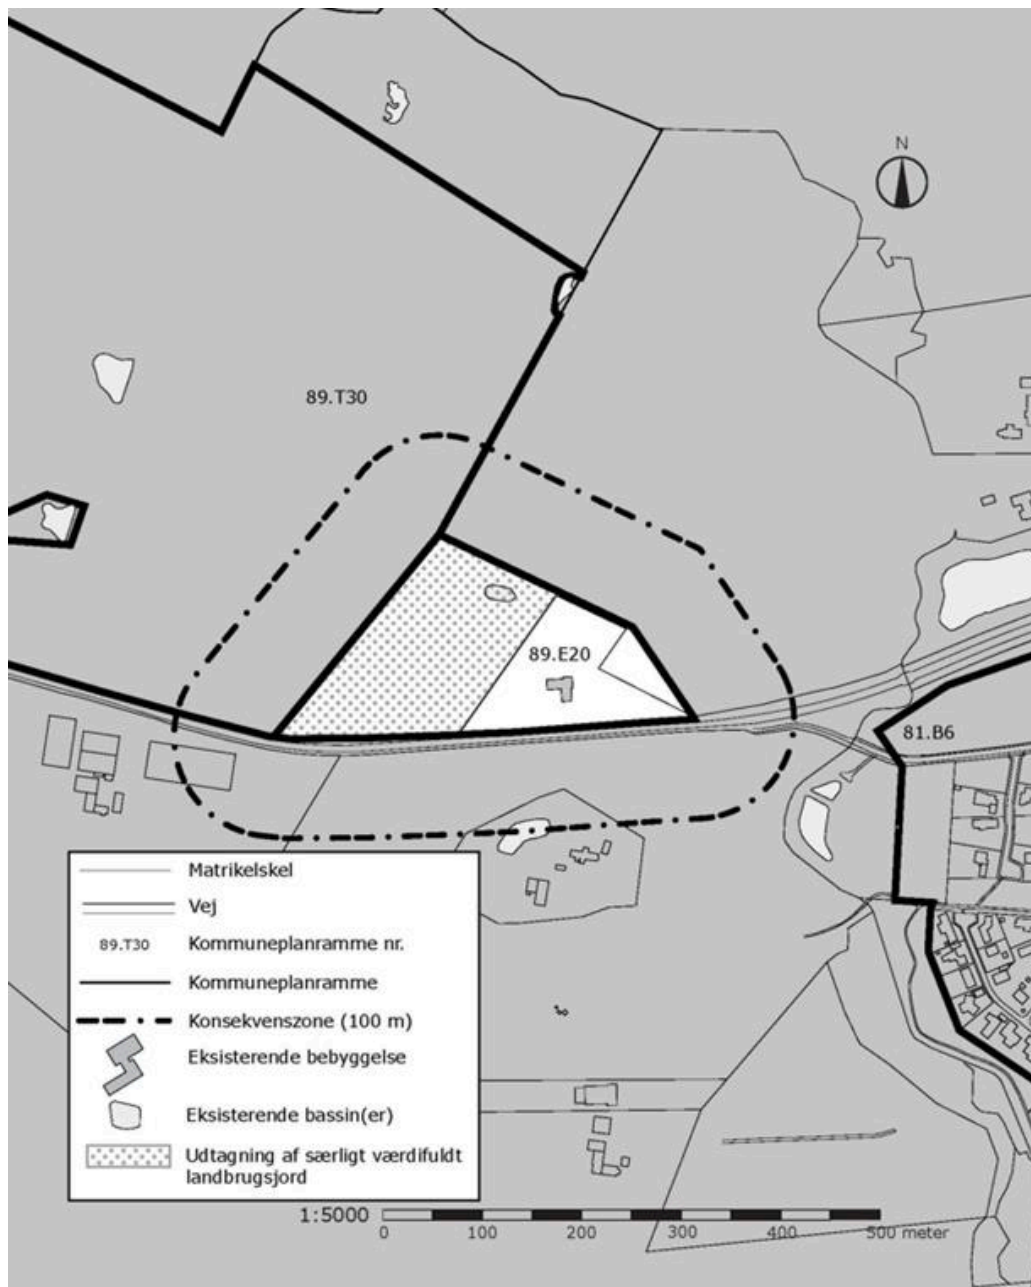 N
89.T30
89.E20
81.B6
Matrikelskel
Vej
89.T30 Kommuneplanramme nr.
Kommuneplanramme
Konsekvenszone (100 m)
Eksisterende bebyggelse
Eksisterende bassin(er)
Udtagning af særligt værdifuldt
landbrugsjord
1:5000
0 100 200 300 400 500 meter